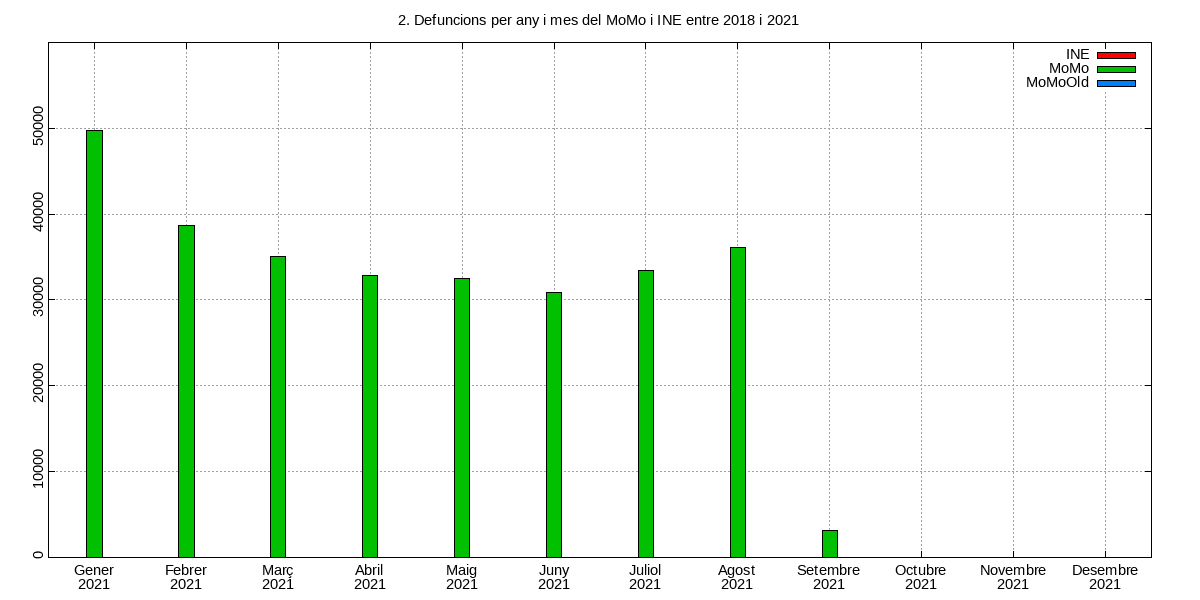 2. Defuncions per any i mes del MoMo i INE entre 2018 i 2021
INE
MoMo
MoMoOld
50000
40000
30000
20000
10000
0
Gener Febrer Març Abril Maig Juny Juliol Agost Setembre Octubre Novembre Desembre
2021 2021 2021 2021 2021 2021 2021 2021 2021 2021 2021 2021